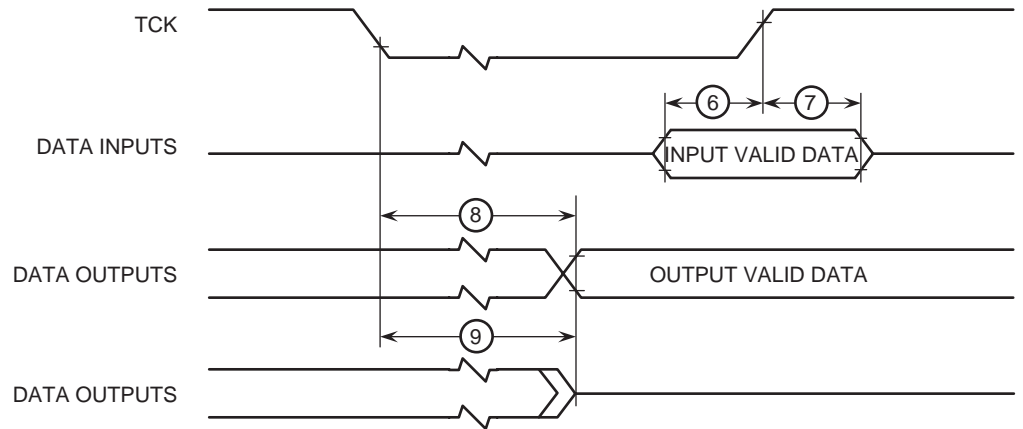 TCK
6
7
DATA INPUTS
INPUT VALID DATA
8
DATA OUTPUTS
OUTPUT VALID DATA
9
DATA OUTPUTS